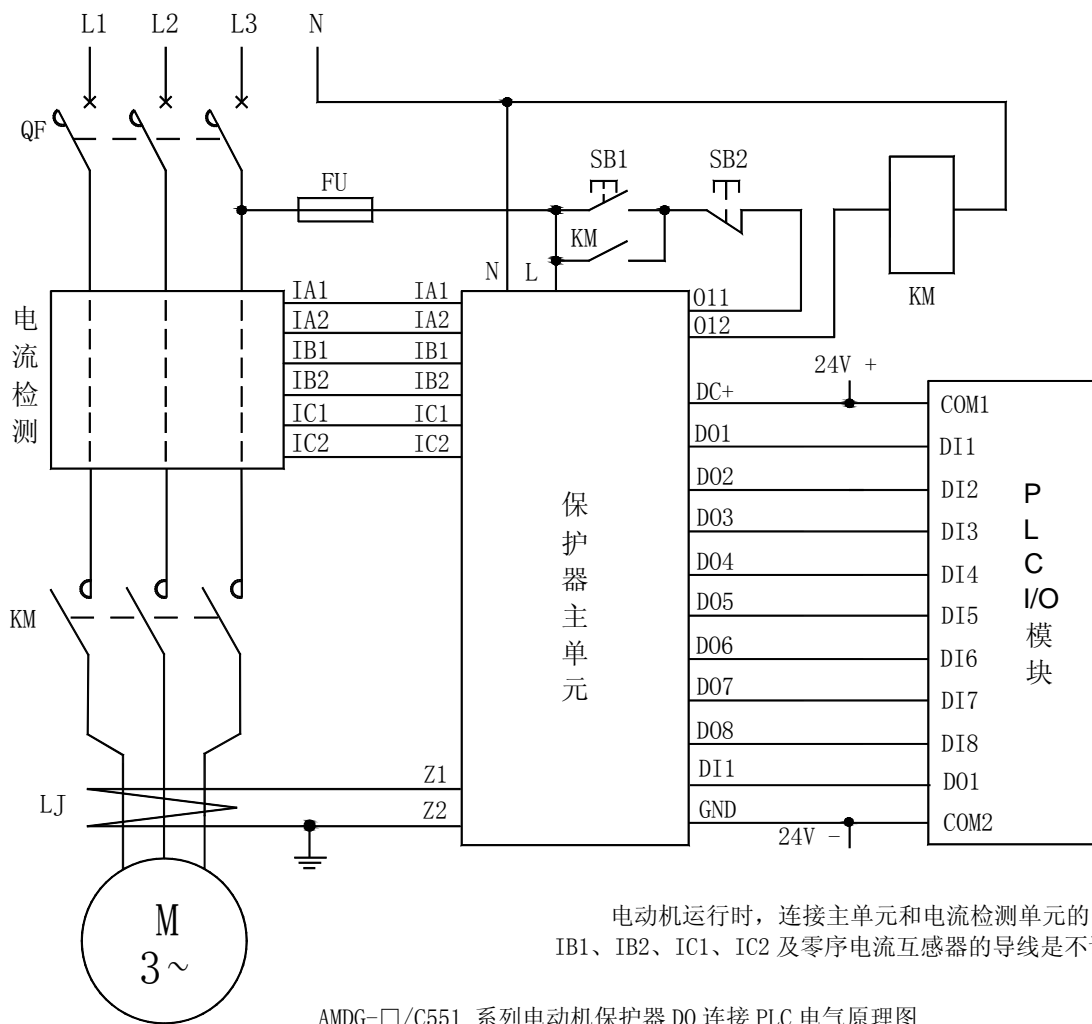 L1 L2 L3 N
QF
FU
SB1 SB2
KM
KM
N L
电流检测
IA1 IA1
IA2 IA2
IB1 IB1
IB2 IB2
IC1 IC1
IC2 IC2
O11
O12
24V +
DC+ COM1
DO1 DI1
DO2 DI2
DO3 DI3
DO4 DI4
DO5 DI5
DO6 DI6
DO7 DI7
DO8 DI8
DI1 DO1
GND COM2
24V -
保护器主单元
PLC I/O模块
KM
LJ
Z1
Z2
M
3~
电动机运行时，连接主单元和电流检测单元的
IB1、IB2、IC1、IC2 及零序电流互感器的导线是不
AMDG-□/C551 系列电动机保护器 DO 连接 PLC 电气原理图